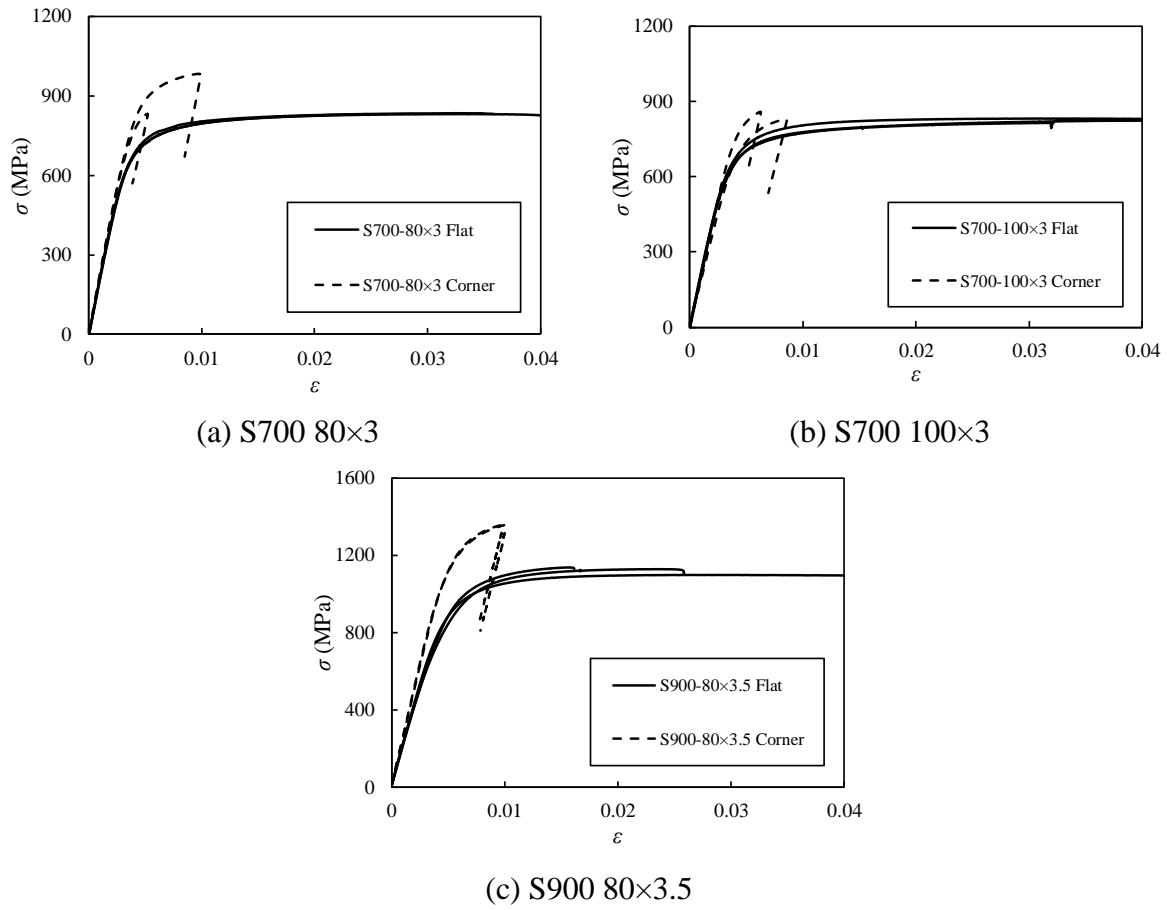 1200
900
600
300
0
σ (MPa)
S700-80×3 Flat
S700-80×3 Corner
0 0.01 0.02 0.03 0.04
ε
(a) S700 80×3
1200
900
600
300
0
σ (MPa)
S700-100×3 Flat
S700-100×3 Corner
0 0.01 0.02 0.03 0.04
ε
(b) S700 100×3
1600
1200
800
400
0
σ (MPa)
S900-80×3.5 Flat
S900-80×3.5 Corner
0 0.01 0.02 0.03 0.04
ε
(c) S900 80×3.5